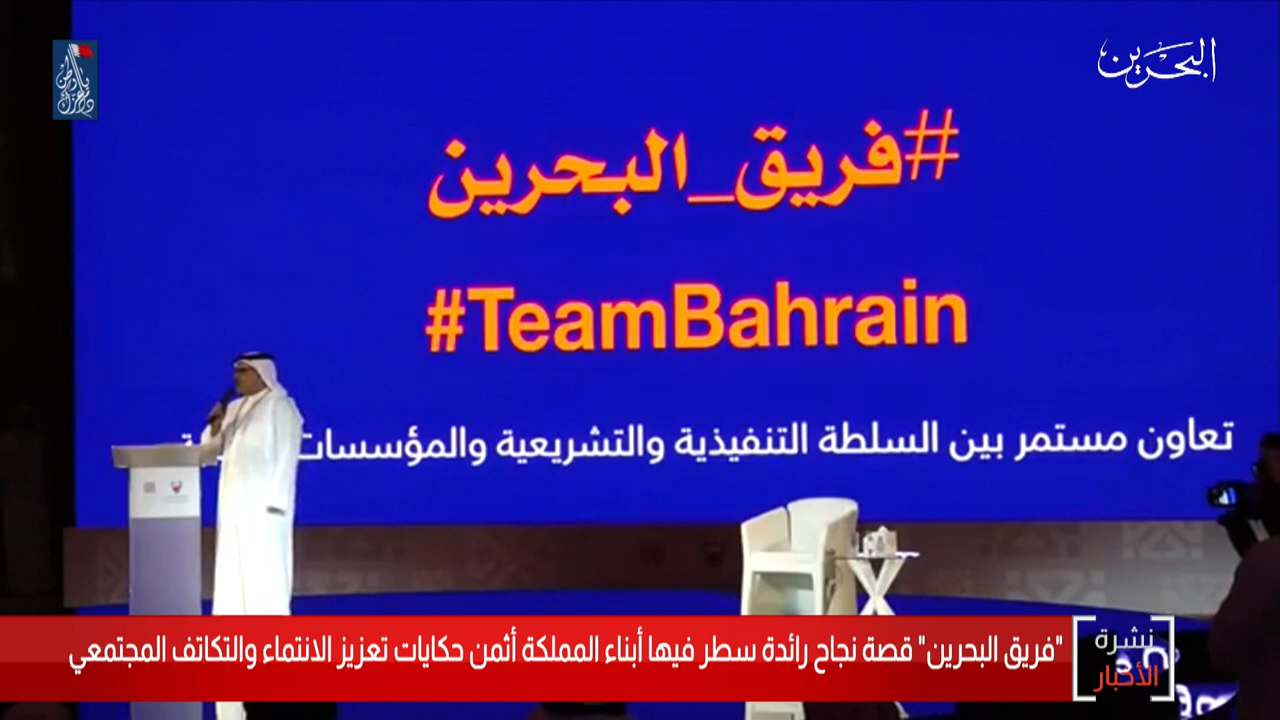 البحرين
#فريق_البحرين
#TeamBahrain
تعاون مستمر بين السلطة التنفيذية والتشريعية والمؤسسات
نشرة
الأخبار
"فريق البحرين" قصة نجاح رائدة سطر فيها أبناء المملكة أثمن حكايات تعزيز الانتماء والتكاتف المجتمعي